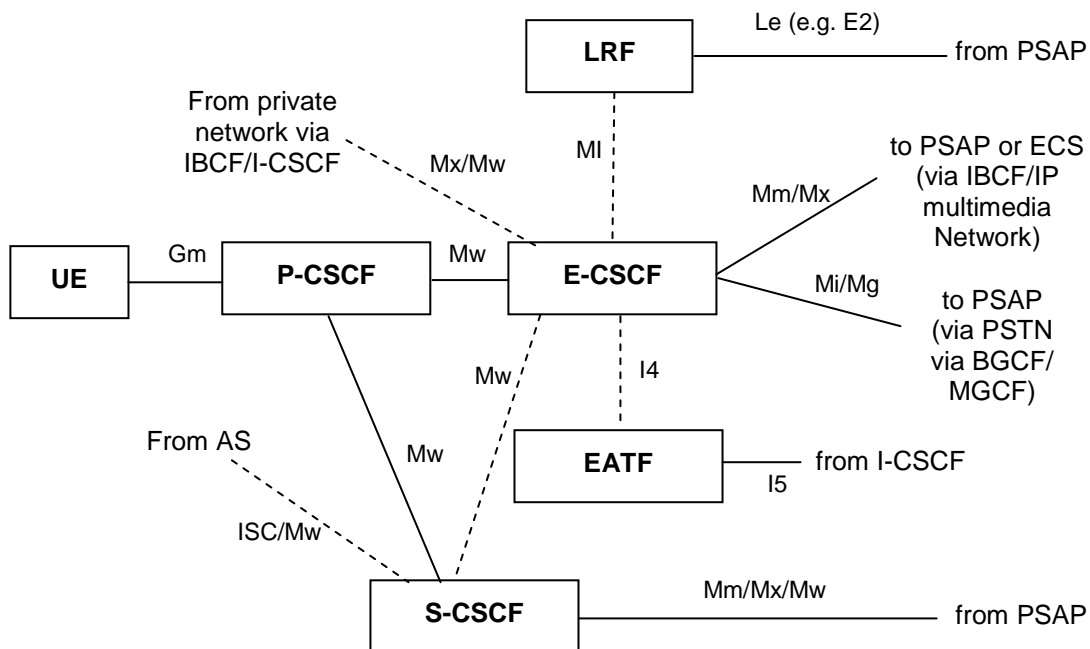 Le (e.g. E2)
LRF
from PSAP
From private
network via
IBCF/I-CSCF
Mx/Mw
Ml
to PSAP or ECS
(via IBCF/IP
multimedia
Network)
Mm/Mx
Gm
Mw
UE
P-CSCF
E-CSCF
Mi/Mg
to PSAP
(via PSTN
via BGCF/
MGCF)
Mw
I4
From AS
Mw
EATF
from I-CSCF
I5
ISC/Mw
S-CSCF
Mm/Mx/Mw
from PSAP